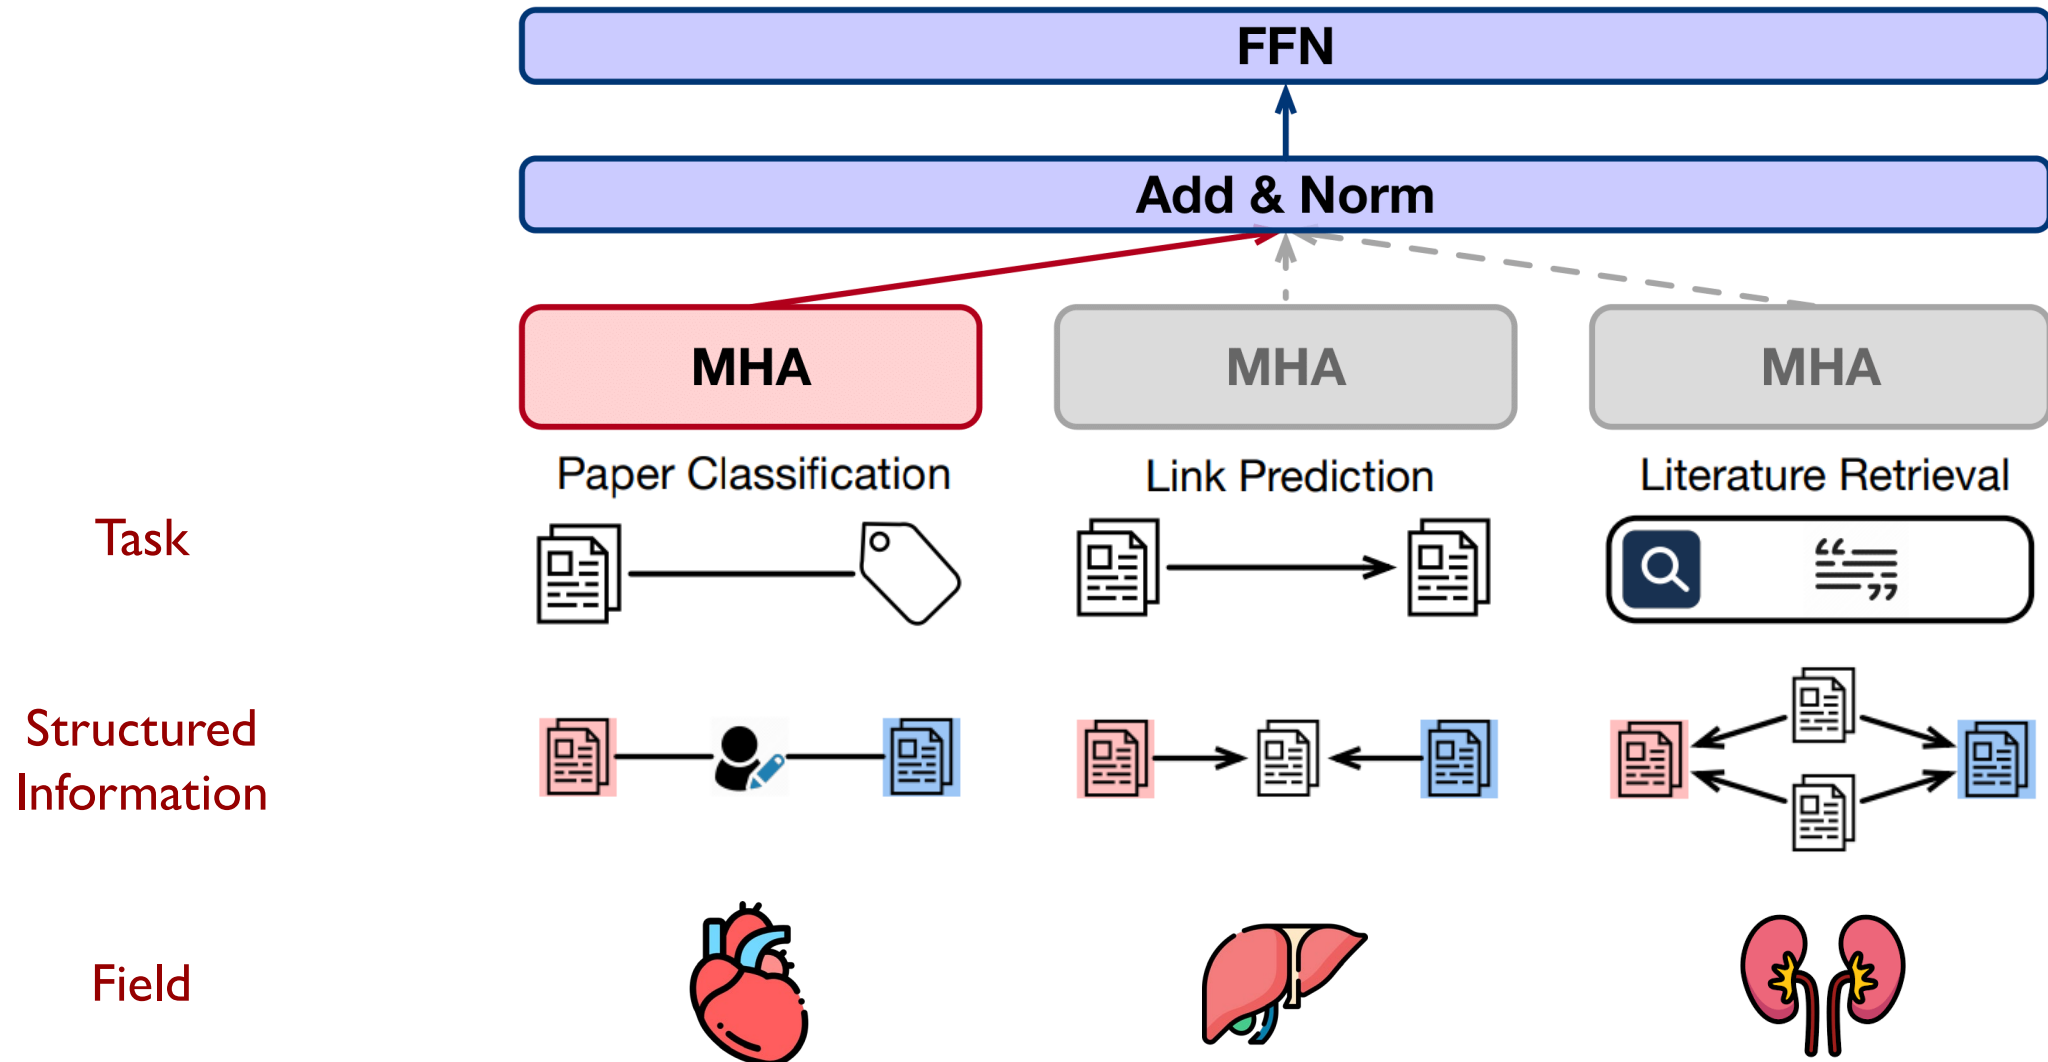 FFN
Add & Norm
MHA
MHA
MHA
Paper Classification
Link Prediction
Literature Retrieval
Task
Structured
Information
Field